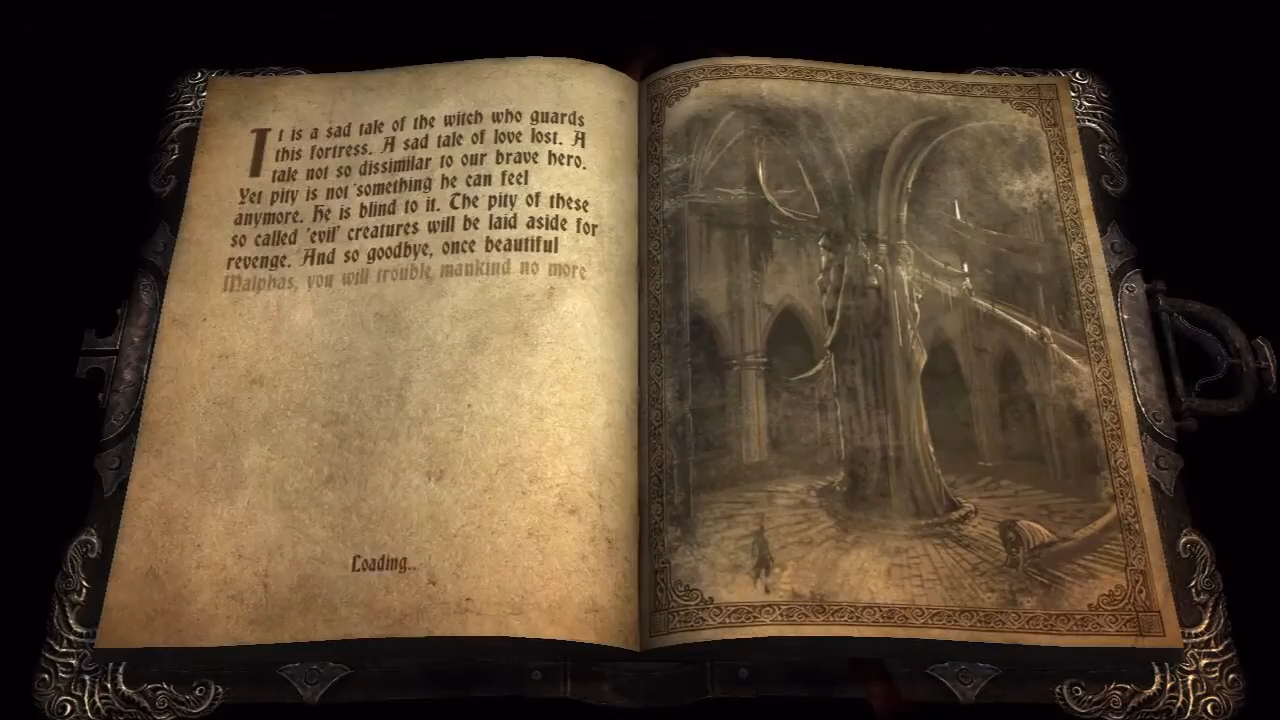 It is a sad tale of the witch who guards
this fortress. A sad tale of love lost. A
tale not so dissimilar to our brave hero.
Yet pity is not something he can feel
anymore. He is blind to it. The pity of these
so called 'evil' creatures will be laid aside for
revenge. And so goodbye, once beautiful
Malphas, you will trouble mankind no more
Loading..